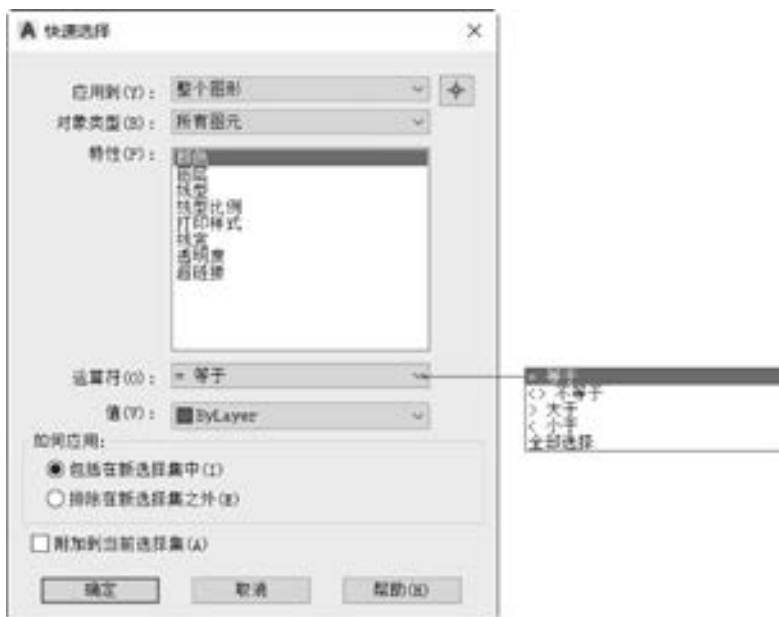 快速选择
应用到(Y): 整个图形
对象类型(B): 所有图元
特性(P): 颜色
图层
线型
线型比例
打印样式
线宽
透明度
超链接
运算符(O): = 等于
= 等于
<> 不等于
> 大于
< 小于
全部选择
值(V): ByLayer
如何应用:
包括在新选择集中(I)
排除在新选择集之外(E)
附加到当前选择集(A)
确定 取消 帮助(H)